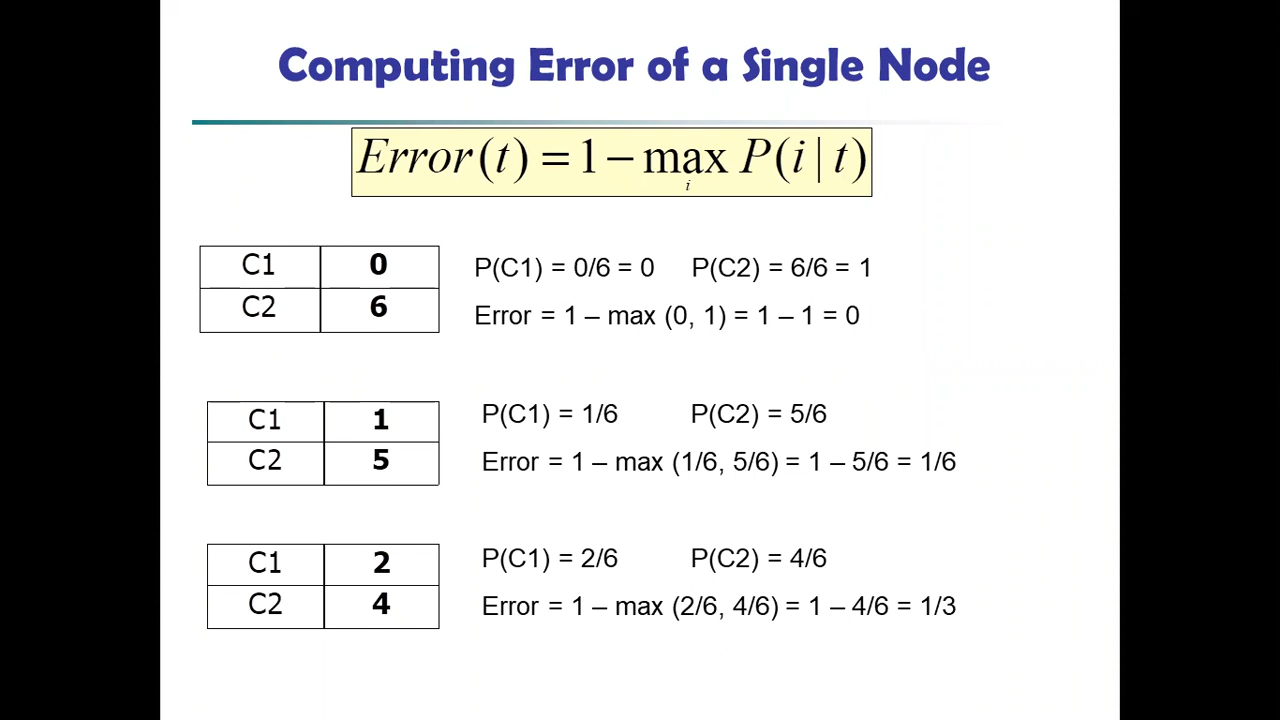 Computing Error of a Single Node
Error(t) = 1 − max P(i | t)
i
C1 0
C2 6
P(C1) = 0/6 = 0 P(C2) = 6/6 = 1
Error = 1 – max (0, 1) = 1 – 1 = 0
C1 1
C2 5
P(C1) = 1/6 P(C2) = 5/6
Error = 1 – max (1/6, 5/6) = 1 – 5/6 = 1/6
C1 2
C2 4
P(C1) = 2/6 P(C2) = 4/6
Error = 1 – max (2/6, 4/6) = 1 – 4/6 = 1/3